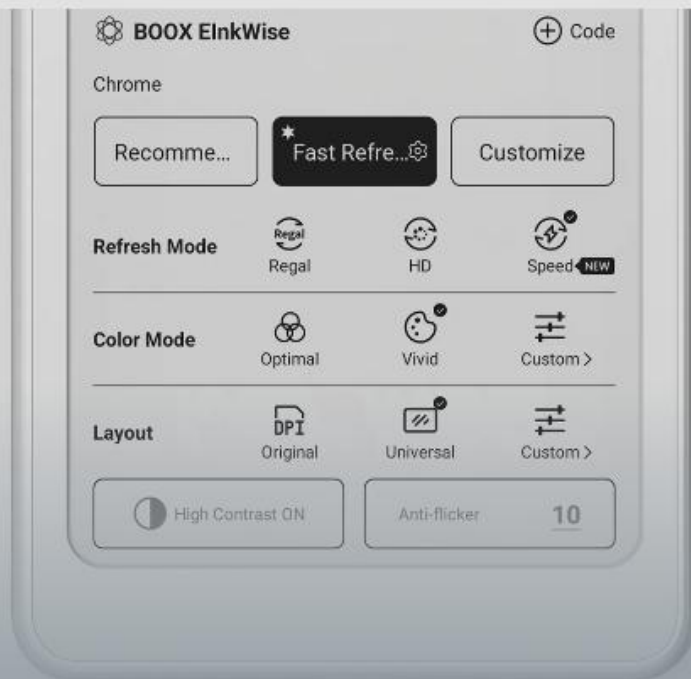 BOOX EInkWise
Code
Chrome
Recomme...
Fast Refre...
Customize
Refresh Mode
Regal
Regal
HD
Speed
NEW
Color Mode
Optimal
Vivid
Custom >
Layout
DPI
Original
Universal
Custom >
High Contrast ON
Anti-flicker
10